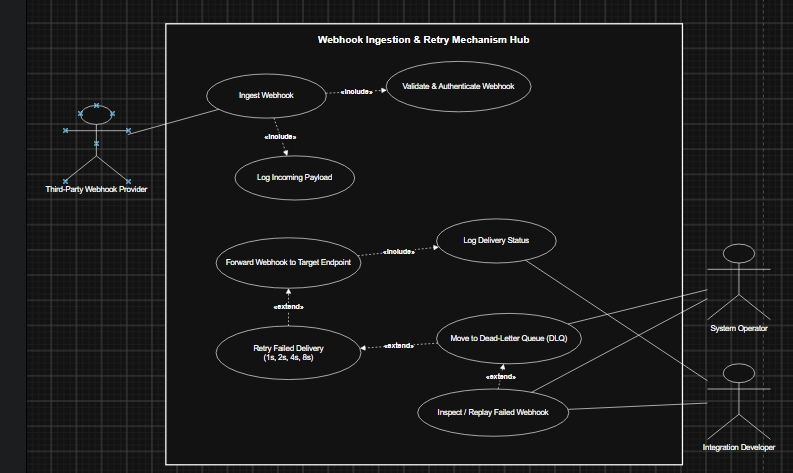 Webhook Ingestion & Retry Mechanism Hub
Ingest Webhook
«include»
Validate & Authenticate Webhook
«include»
Log Incoming Payload
Third-Party Webhook Provider
Forward Webhook to Target Endpoint
«include»
Log Delivery Status
«extend»
Retry Failed Delivery
(1s, 2s, 4s, 8s)
«extend»
Move to Dead-Letter Queue (DLQ)
«extend»
Inspect / Replay Failed Webhook
System Operator
Integration Developer